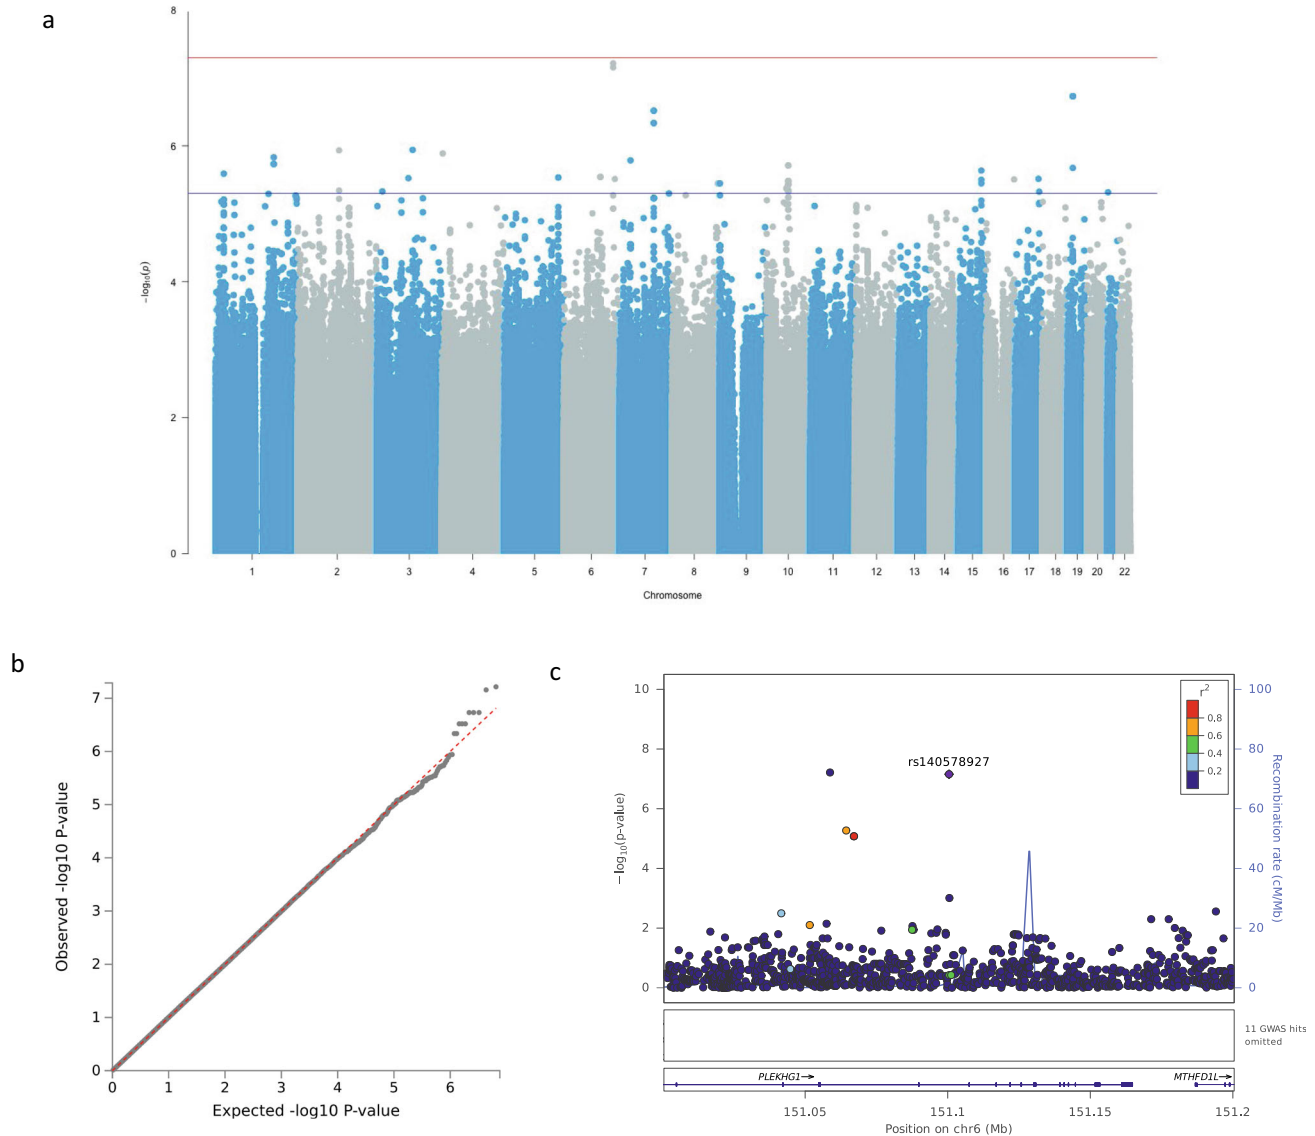 a
8
6
4
2
0
−log₀(p)
1 2 3 4 5 6 7 8 9 10 11 12 13 14 15 16 17 18 19 20 22
Chromosome
b
7
6
5
4
3
2
1
0
Observed -log10 P-value
0 1 2 3 4 5 6
Expected -log10 P-value
c
10
8
6
4
2
0
−log10(p-value)
rs140578927
r2
0.8
0.6
0.4
0.2
100
80
60
40
20
0
Recombination rate (cM/Mb)
11 GWAS hits
omitted
PLEKHG1→ MTHFD1L→
151.05 151.1 151.15 151.2
Position on chr6 (Mb)